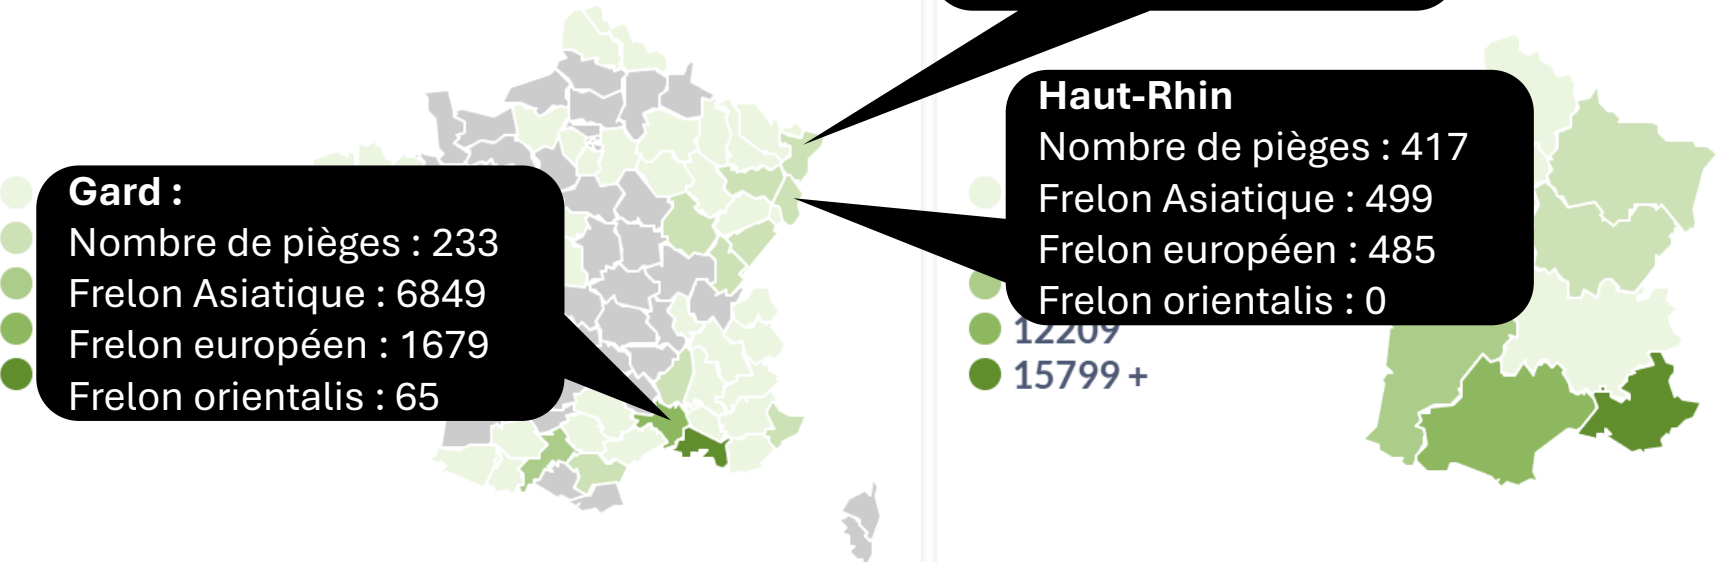 Gard :
Nombre de pièges : 233
Frelon Asiatique : 6849
Frelon européen : 1679
Frelon orientalis : 65
Haut-Rhin
Nombre de pièges : 417
Frelon Asiatique : 499
Frelon européen : 485
Frelon orientalis : 0
12209
15799 +